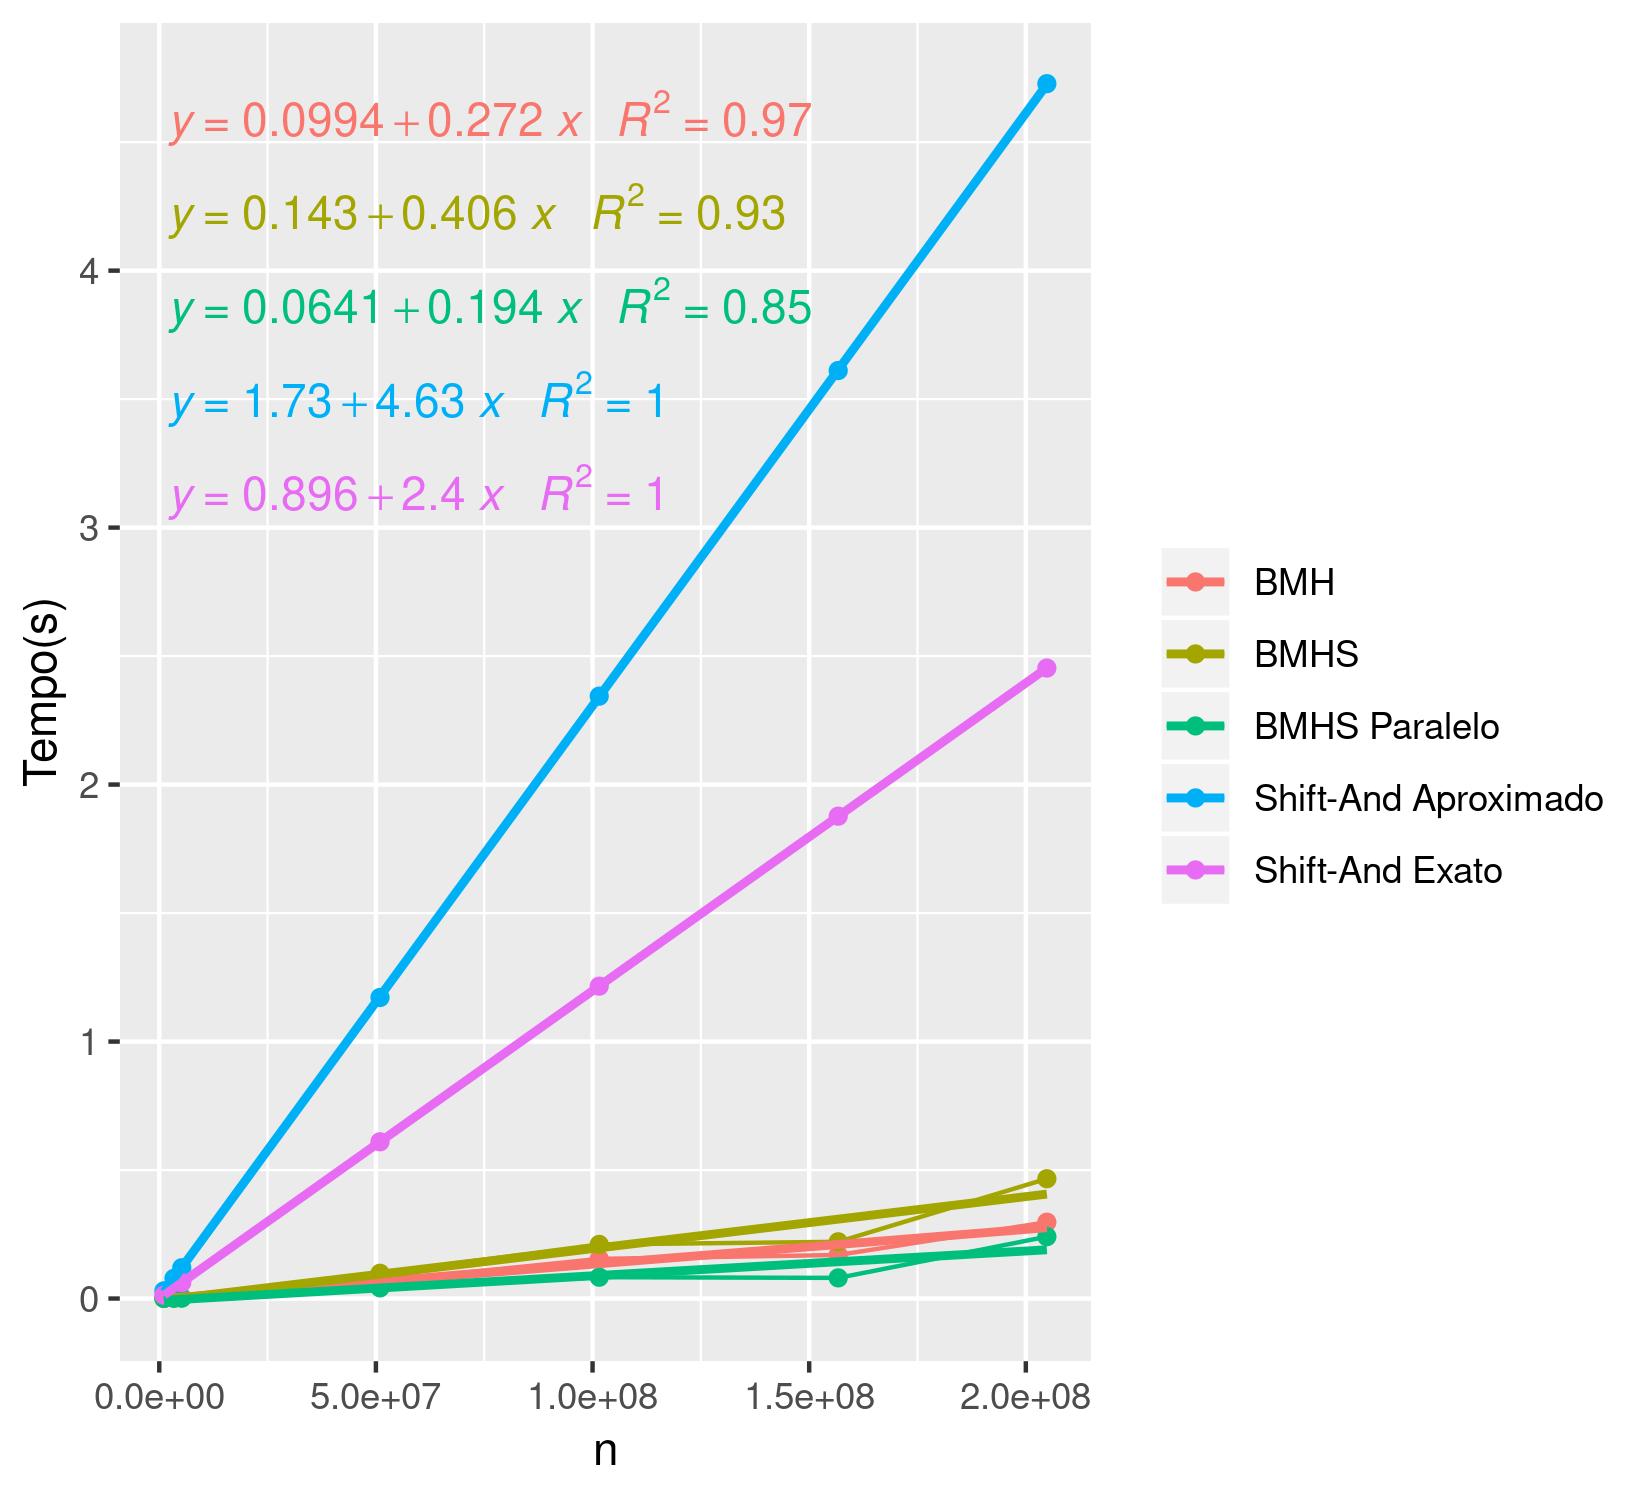 y = 0.0994 + 0.272 x R² = 0.97
y = 0.143 + 0.406 x R² = 0.93
y = 0.0641 + 0.194 x R² = 0.85
y = 1.73 + 4.63 x R² = 1
y = 0.896 + 2.4 x R² = 1
4
3
2
1
0
Tempo(s)
0.0e+00 5.0e+07 1.0e+08 1.5e+08 2.0e+08
n
BMH
BMHS
BMHS Paralelo
Shift-And Aproximado
Shift-And Exato